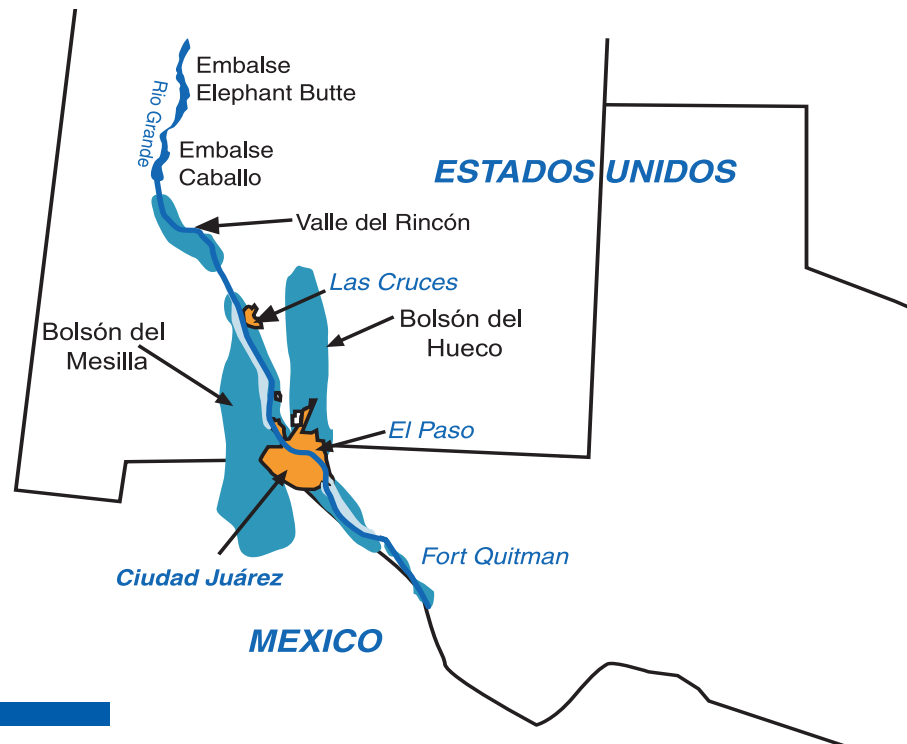 Embalse
Elephant Butte
Rio Grande
Embalse
Caballo
ESTADOS UNIDOS
Valle del Rincón
Las Cruces
Bolsón del
Hueco
Bolsón del
Mesilla
El Paso
Fort Quitman
Ciudad Juárez
MEXICO